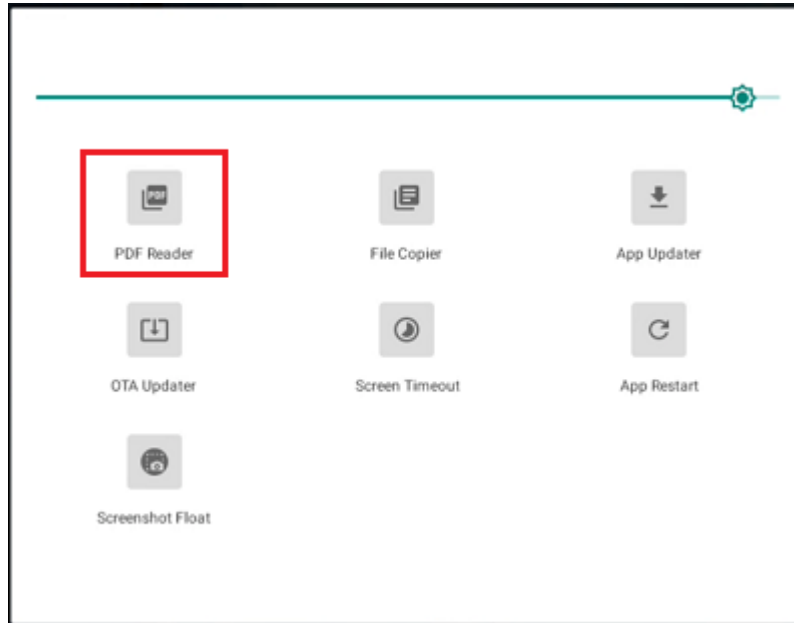 PDF
PDF Reader
File Copier
App Updater
OTA Updater
Screen Timeout
App Restart
Screenshot Float